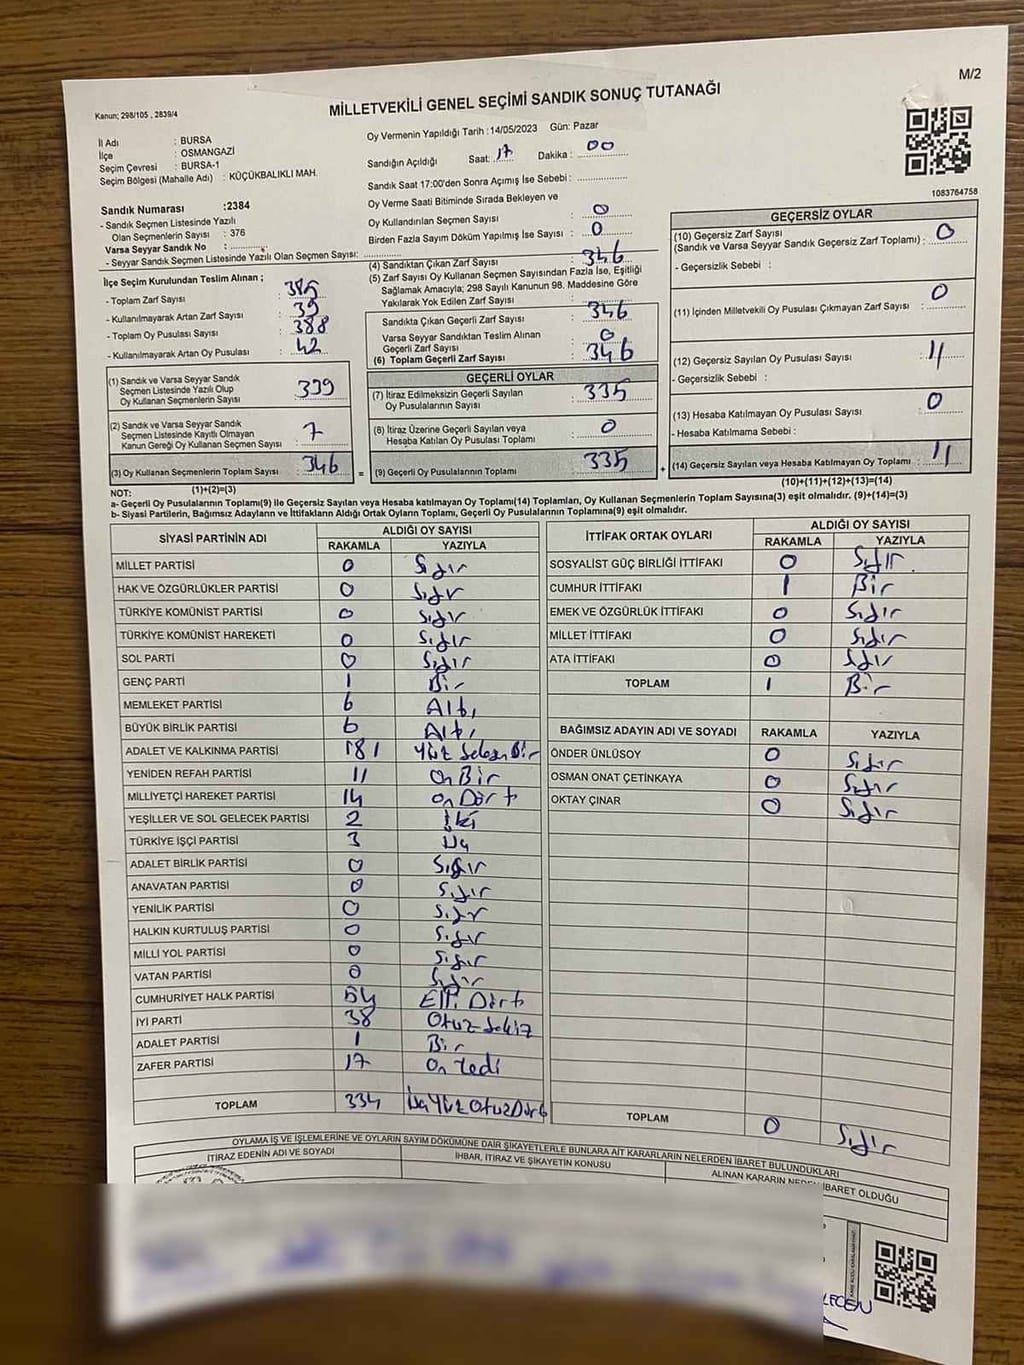 M/2
Kanun; 298/105 , 2839/4
MİLLETVEKİLİ GENEL SEÇİMİ SANDIK SONUÇ TUTANAĞI
İl Adı : BURSA
İlçe : OSMANGAZİ
Seçim Çevresi : BURSA-1
Seçim Bölgesi (Mahalle Adı) : KÜÇÜKBALIKLI MAH.
Oy Vermenin Yapıldığı Tarih : 14/05/2023 Gün: Pazar
Sandığın Açıldığı Saat: 17 Dakika : 00
Sandık Saat 17:00'den Sonra Açımış İse Sebebi:
Oy Verme Saati Bitiminde Sırada Bekleyen ve
Oy Kullandırılan Seçmen Sayısı : 0
Birden Fazla Sayım Döküm Yapılmış İse Sayısı : 0
1083764758
Sandık Numarası :2384
- Sandık Seçmen Listesinde Yazılı
Olan Seçmenlerin Sayısı : 376
Varsa Seyyar Sandık No :
- Seyyar Sandık Seçmen Listesinde Yazılı Olan Seçmen Sayısı:
İlçe Seçim Kurulundan Teslim Alınan ;
- Toplam Zarf Sayısı : 385
- Kullanılmayarak Artan Zarf Sayısı : 39
- Toplam Oy Pusulası Sayısı : 388
- Kullanılmayarak Artan Oy Pusulası : 42
(4) Sandıktan Çıkan Zarf Sayısı : 346
(5) Zarf Sayısı Oy Kullanan Seçmen Sayısından Fazla İse, Eşitliği
Sağlamak Amacıyla; 298 Sayılı Kanunun 98. Maddesine Göre
Yakılarak Yok Edilen Zarf Sayısı :
Sandıkta Çıkan Geçerli Zarf Sayısı : 346
Varsa Seyyar Sandıktan Teslim Alınan
Geçerli Zarf Sayısı : 0
(6) Toplam Geçerli Zarf Sayısı : 346
GEÇERSİZ OYLAR
(10) Geçersiz Zarf Sayısı
(Sandık ve Varsa Seyyar Sandık Geçersiz Zarf Toplamı) : 0
- Geçersizlik Sebebi :
(11) İçinden Milletvekili Oy Pusulası Çıkmayan Zarf Sayısı : 0
(12) Geçersiz Sayılan Oy Pusulası Sayısı : 11
- Geçersizlik Sebebi :
(13) Hesaba Katılmayan Oy Pusulası Sayısı : 0
- Hesaba Katılmama Sebebi :
(14) Geçersiz Sayılan veya Hesaba Katılmayan Oy Toplamı : 11
(10)+(11)+(12)+(13)=(14)
(1) Sandık ve Varsa Seyyar Sandık
Seçmen Listesinde Yazılı Olup
Oy Kullanan Seçmenlerin Sayısı : 339
(2) Sandık ve Varsa Seyyar Sandık
Seçmen Listesinde Kayıtlı Olmayan
Kanun Gereği Oy Kullanan Seçmen Sayısı : 7
(3) Oy Kullanan Seçmenlerin Toplam Sayısı : 346
(1)+(2)=(3)
GEÇERLİ OYLAR
(7) İtiraz Edilmeksizin Geçerli Sayılan
Oy Pusulalarının Sayısı : 335
(8) İtiraz Üzerine Geçerli Sayılan veya
Hesaba Katılan Oy Pusulası Toplamı : 0
= (9) Geçerli Oy Pusulalarının Toplamı : 335 +
NOT:
a- Geçerli Oy Pusulalarının Toplamı(9) ile Geçersiz Sayılan veya Hesaba katılmayan Oy Toplamı(14) Toplamları, Oy Kullanan Seçmenlerin Toplam Sayısına(3) eşit olmalıdır. (9)+(14)=(3)
b- Siyasi Partilerin, Bağımsız Adayların ve İttifakların Aldığı Ortak Oyların Toplamı, Geçerli Oy Pusulalarının Toplamına(9) eşit olmalıdır.
SİYASİ PARTİNİN ADI ALDIĞI OY SAYISI
RAKAMLA YAZIYLA
MİLLET PARTİSİ 0 Sıfır
HAK VE ÖZGÜRLÜKLER PARTİSİ 0 Sıfır
TÜRKİYE KOMÜNİST PARTİSİ 0 Sıfır
TÜRKİYE KOMÜNİST HAREKETİ 0 Sıfır
SOL PARTİ 0 Sıfır
GENÇ PARTİ 1 Bir
MEMLEKET PARTİSİ 6 Altı
BÜYÜK BİRLİK PARTİSİ 6 Altı
ADALET VE KALKINMA PARTİSİ 181 Yüz Seksen Bir
YENİDEN REFAH PARTİSİ 11 On Bir
MİLLİYETÇİ HAREKET PARTİSİ 14 On Dört
YEŞİLLER VE SOL GELECEK PARTİSİ 2 İki
TÜRKİYE İŞÇİ PARTİSİ 3 Üç
ADALET BİRLİK PARTİSİ 0 Sıfır
ANAVATAN PARTİSİ 0 Sıfır
YENİLİK PARTİSİ 0 Sıfır
HALKIN KURTULUŞ PARTİSİ 0 Sıfır
MİLLİ YOL PARTİSİ 0 Sıfır
VATAN PARTİSİ 0 Sıfır
CUMHURİYET HALK PARTİSİ 54 Elli Dört
İYİ PARTİ 38 Otuz Sekiz
ADALET PARTİSİ 1 Bir
ZAFER PARTİSİ 17 On Yedi
TOPLAM 334 Üç Yüz Otuz Dört
İTTİFAK ORTAK OYLARI ALDIĞI OY SAYISI
RAKAMLA YAZIYLA
SOSYALİST GÜÇ BİRLİĞİ İTTİFAKI 0 Sıfır
CUMHUR İTTİFAKI 1 Bir
EMEK VE ÖZGÜRLÜK İTTİFAKI 0 Sıfır
MİLLET İTTİFAKI 0 Sıfır
ATA İTTİFAKI 0 Sıfır
TOPLAM 1 Bir
BAĞIMSIZ ADAYIN ADI VE SOYADI RAKAMLA YAZIYLA
ÖNDER ÜNLÜSOY 0 Sıfır
OSMAN ONAT ÇETİNKAYA 0 Sıfır
OKTAY ÇINAR 0 Sıfır
TOPLAM 0 Sıfır
OYLAMA İŞ VE İŞLEMLERİNE VE OYLARIN SAYIM DÖKÜMÜNE DAİR ŞİKAYETLERLE BUNLARA AİT KARARLARIN NELERDEN İBARET BULUNDUKLARI
İTİRAZ EDENİN ADI VE SOYADI
İHBAR, İTİRAZ VE ŞİKAYETİN KONUSU
ALINAN KARARIN İBARET OLDUĞU